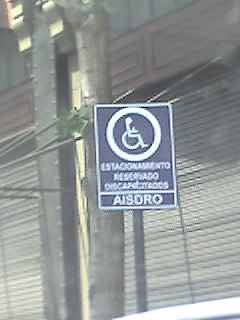 ESTACIONAMIENTO
RESERVADO
DISCAPACITADOS
AISDRO